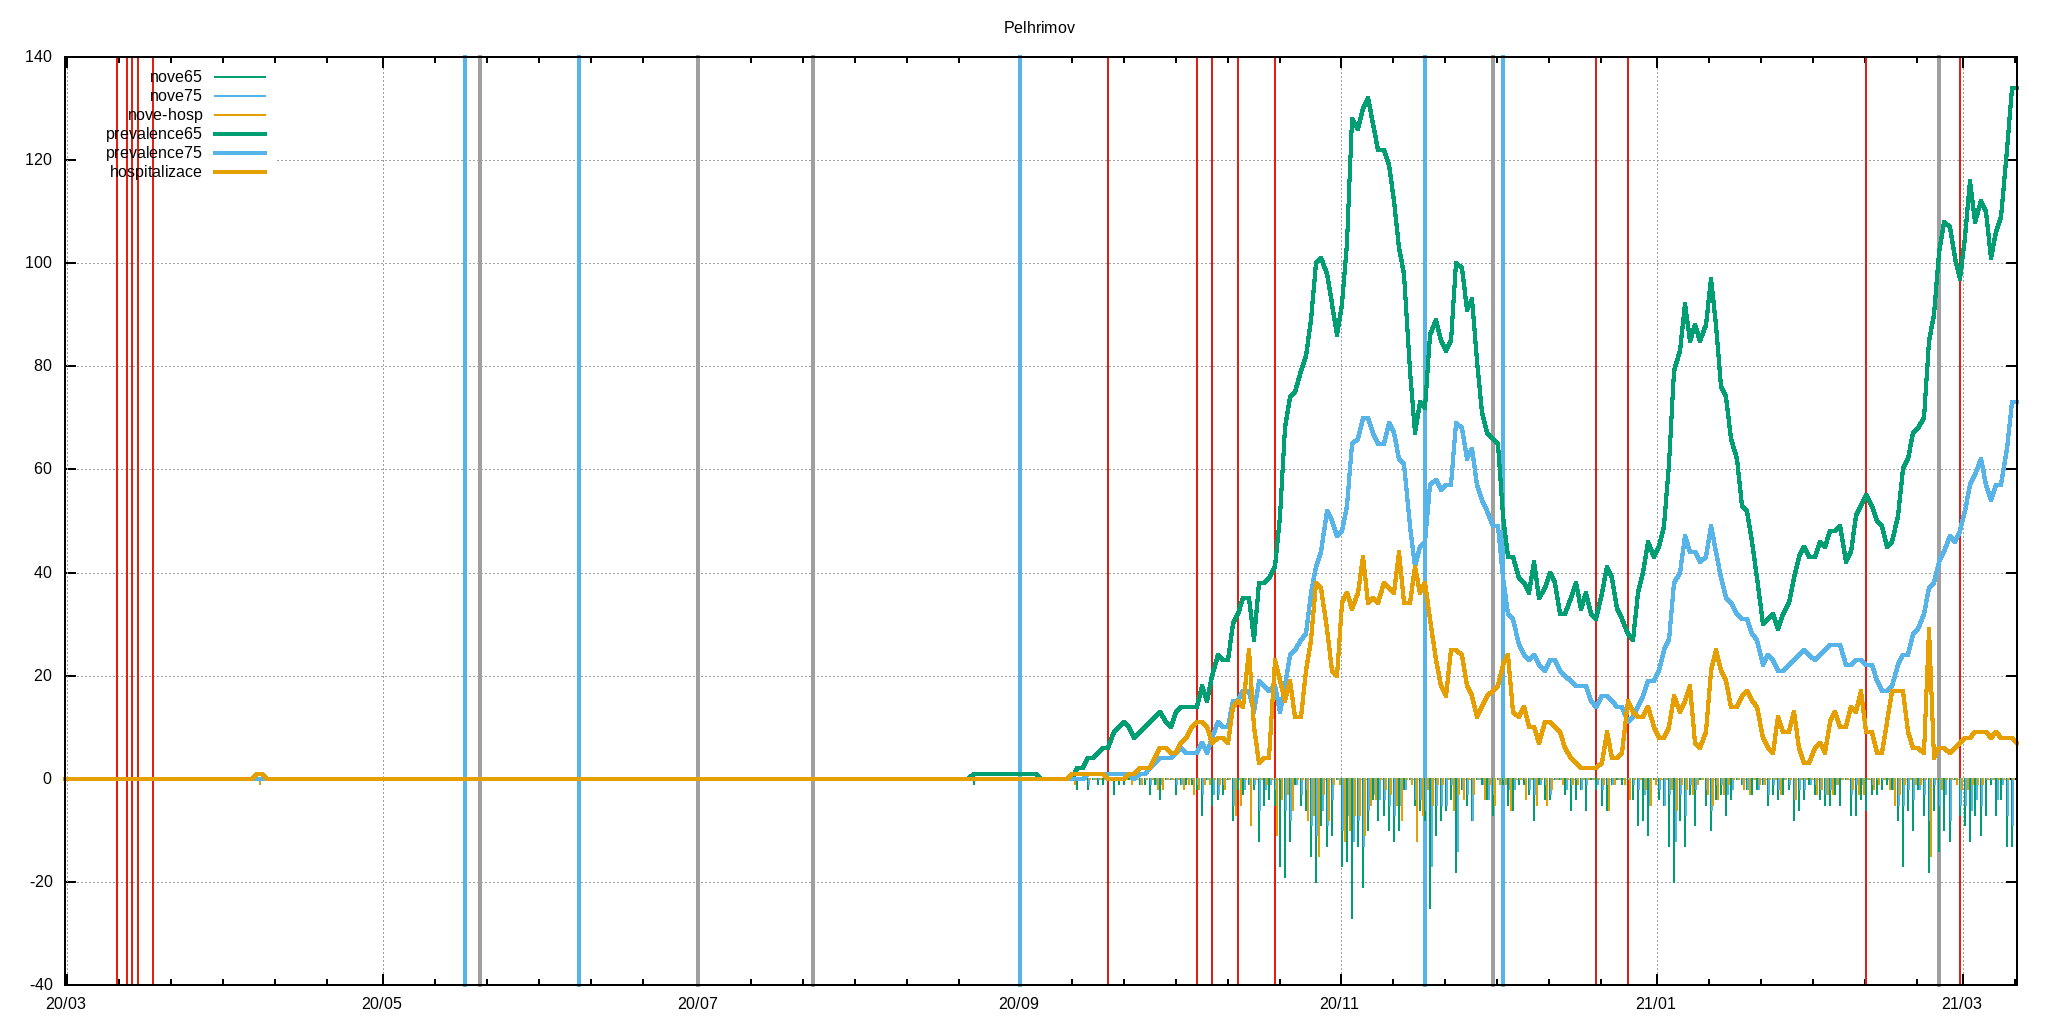 Pelhrimov
140
120
100
80
60
40
20
0
-20
-40
nove65
nove75
nove-hosp
prevalence65
prevalence75
hospitalizace
20/03 20/05 20/07 20/09 20/11 21/01 21/03